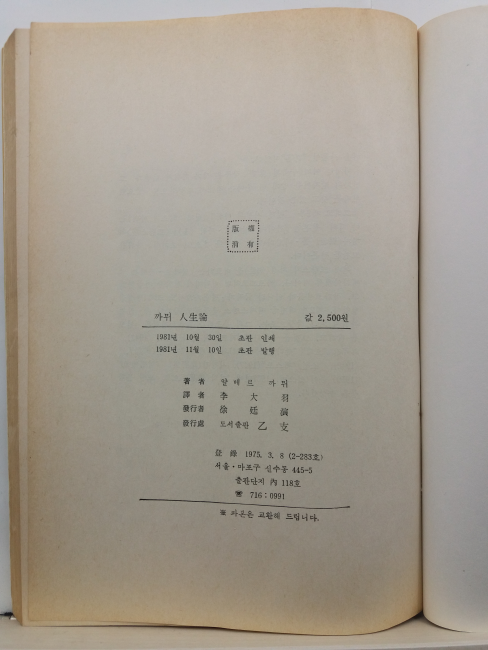 版 權
所 有
까뮈 人生論 값 2,500원
1981년 10월 30일 초판 인쇄
1981년 11월 10일 초판 발행
著者 알베르 까뮈
譯者 李大
發行者 徐廷
發行處 도서출판 乙支
登錄 1975. 3. 8 (2-283호)
서울·마포구 신수동 445-5
출판단지 內 118호
☎ 716:0991
※ 파본은 교환해 드립니다.